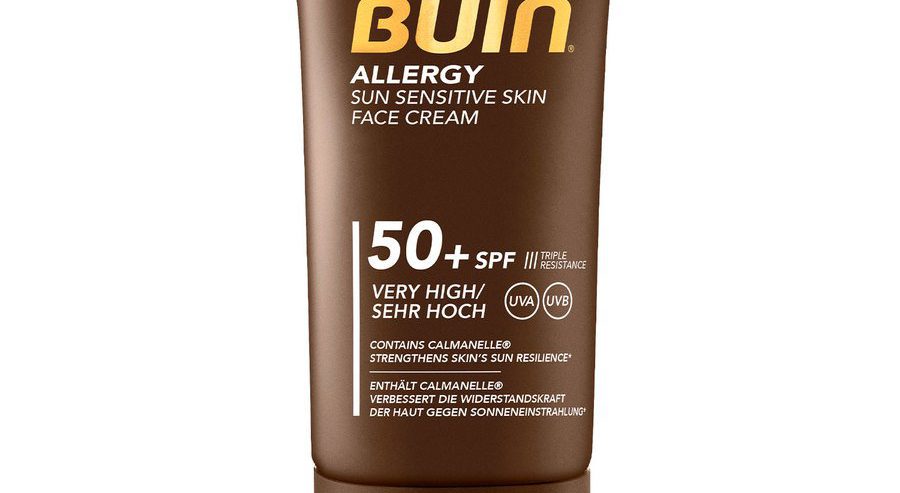 BUIN®
ALLERGY
SUN SENSITIVE SKIN
FACE CREAM
50+ SPF /// TRIPLE
RESISTANCE
VERY HIGH/
SEHR HOCH
UVA UVB
CONTAINS CALMANELLE®
STRENGTHENS SKIN'S SUN RESILIENCE*
ENTHÄLT CALMANELLE®
VERBESSERT DIE WIDERSTANDSKRAFT
DER HAUT GEGEN SONNENEINSTRAHLUNG*